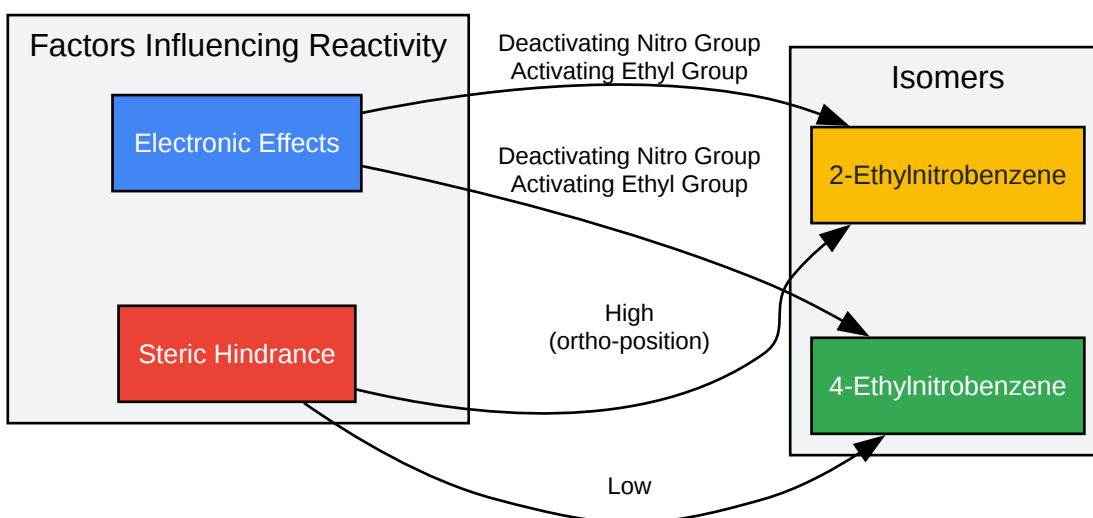 Factors Influencing Reactivity
Electronic Effects
Steric Hindrance
Deactivating Nitro Group
Activating Ethyl Group
Deactivating Nitro Group
Activating Ethyl Group
High
(ortho-position)
Low
Isomers
2-Ethylnitrobenzene
4-Ethylnitrobenzene